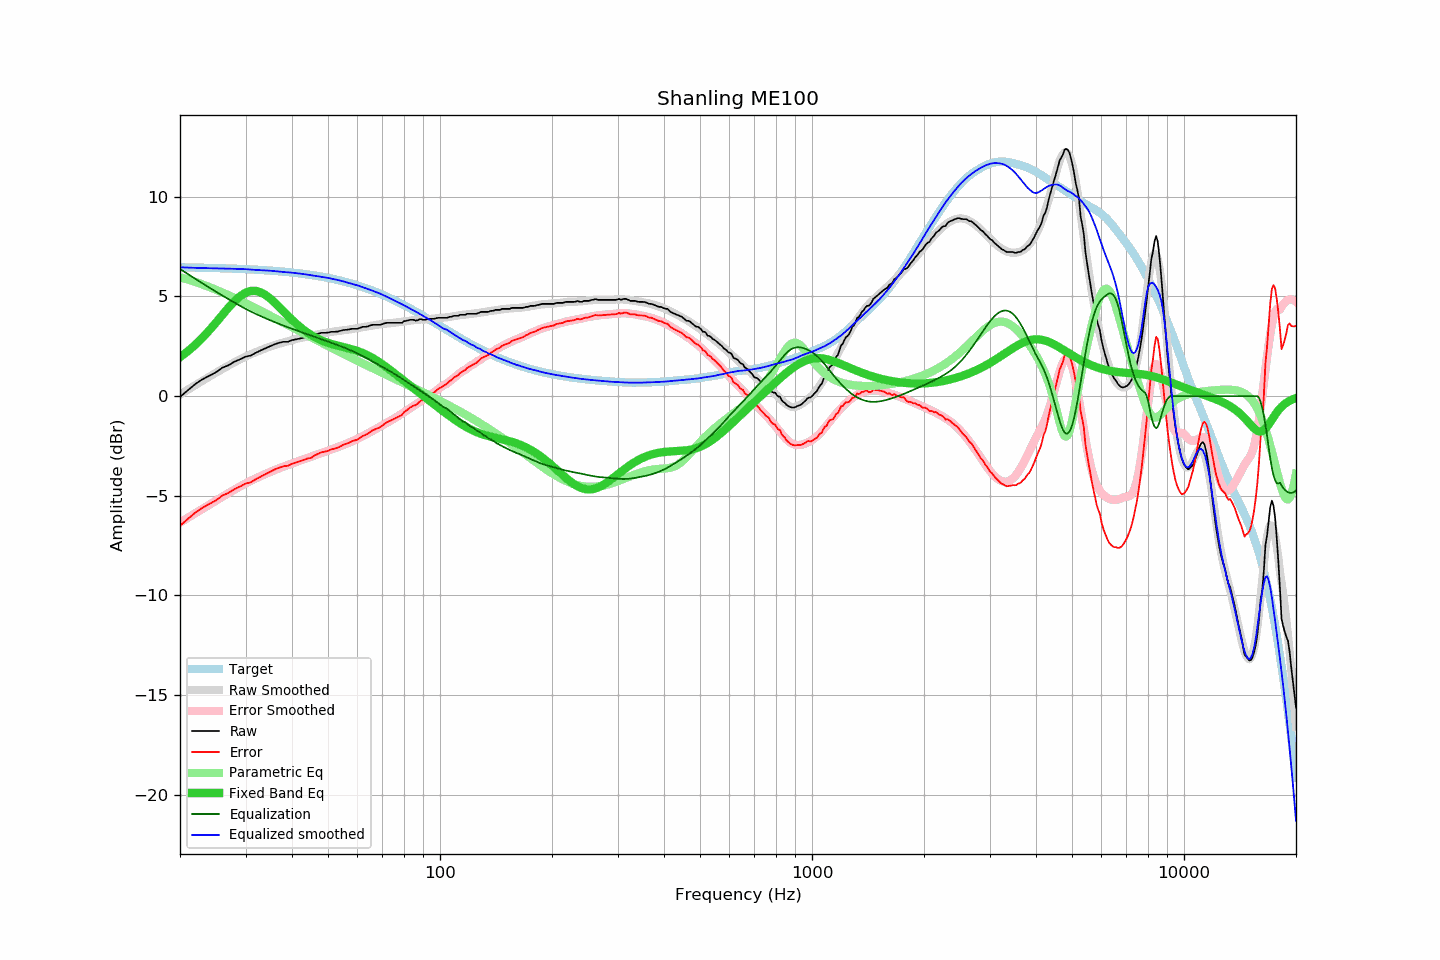 Shanling ME100
Amplitude (dBr)
10
5
0
−5
−10
−15
−20
Target
Raw Smoothed
Error Smoothed
Raw
Error
Parametric Eq
Fixed Band Eq
Equalization
Equalized smoothed
100
1000
10000
Frequency (Hz)